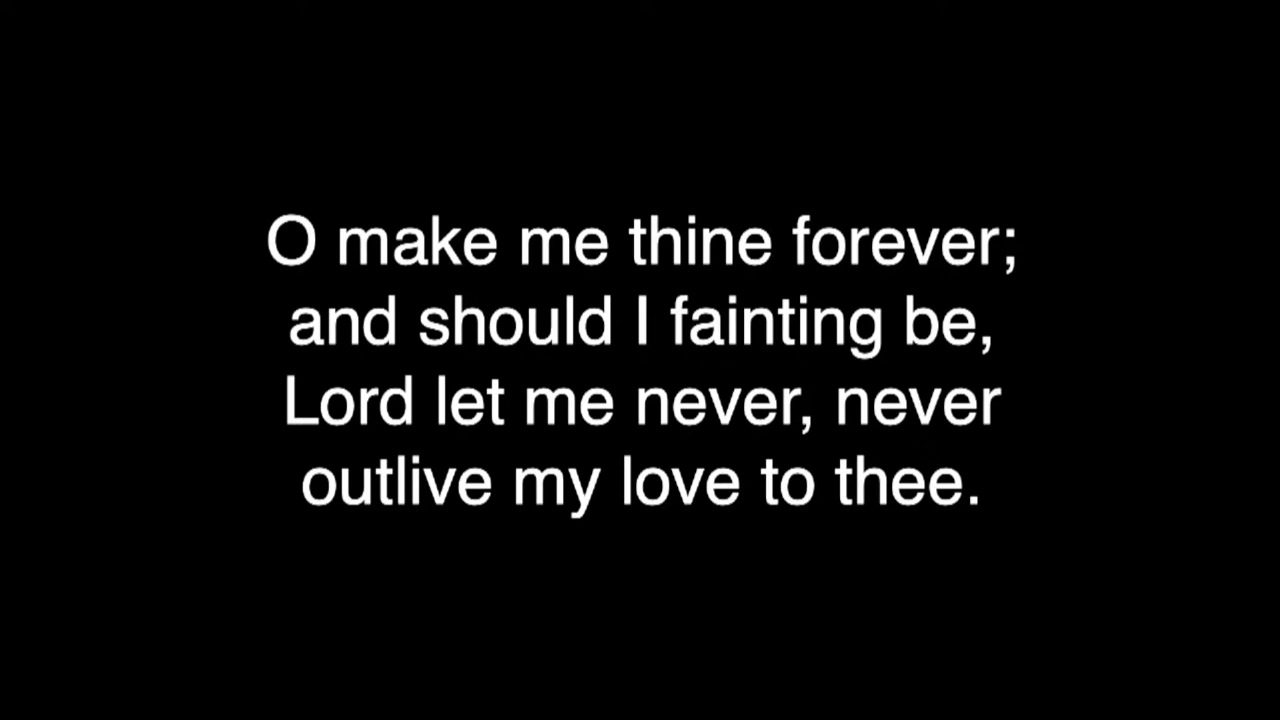 O make me thine forever;
and should I fainting be,
Lord let me never, never
outlive my love to thee.